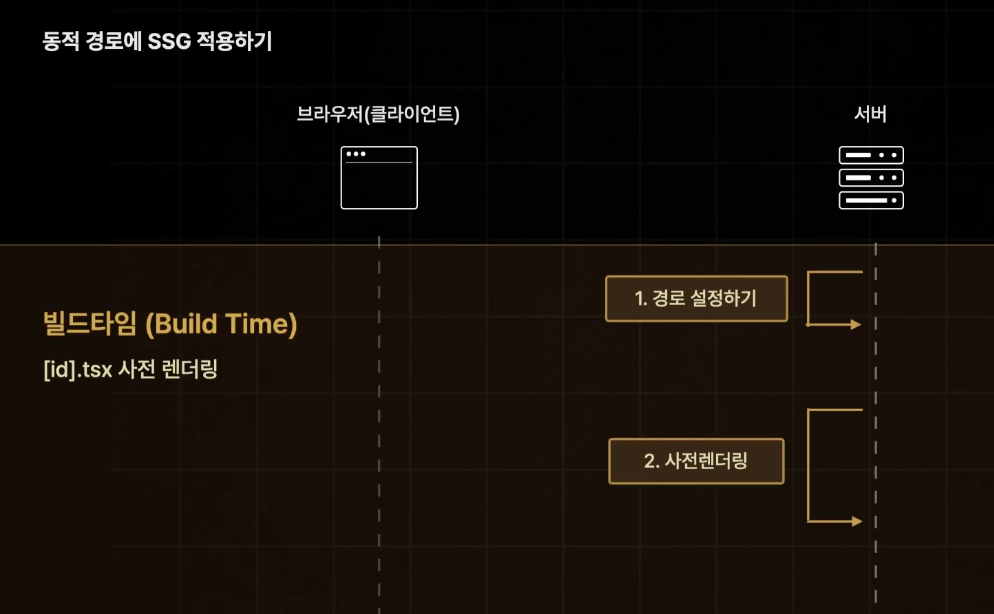 동적 경로에 SSG 적용하기
브라우저(클라이언트)
서버
1. 경로 설정하기
빌드타임 (Build Time)
[id].tsx 사전 렌더링
2. 사전렌더링